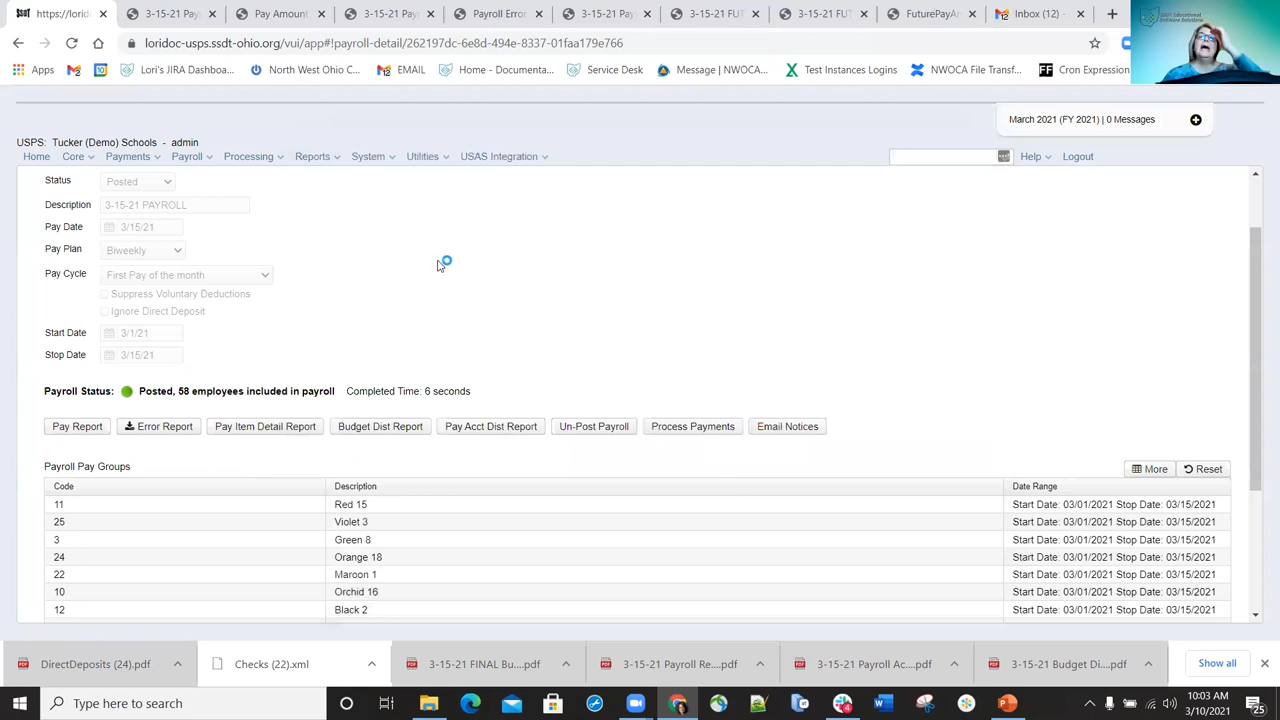 https://lorido
3-15-21 Pay
Pay Amoun
3-15-21 Pay
Error
3-15-21 Pay
3-15-21 FUT
3-15-21 FUT
FuturePayAm
Inbox (12) -
loridoc-usps.ssdt-ohio.org/vui/app#!payroll-detail/262197dc-6e8d-494e-8337-01faa179e766
Apps
Lori's JIRA Dashboa...
North West Ohio C...
EMAIL
Home - Documenta...
Service Desk
Message | NWOCA...
Test Instances Logins
NWOCA File Transf...
Cron Expression
March 2021 (FY 2021) | 0 Messages
USPS: Tucker (Demo) Schools - admin
Home Core Payments Payroll Processing Reports System Utilities USAS Integration Help Logout
Status Posted
Description 3-15-21 PAYROLL
Pay Date 3/15/21
Pay Plan Biweekly
Pay Cycle First Pay of the month
Suppress Voluntary Deductions
Ignore Direct Deposit
Start Date 3/1/21
Stop Date 3/15/21
Payroll Status: Posted, 58 employees included in payroll Completed Time: 6 seconds
Pay Report Error Report Pay Item Detail Report Budget Dist Report Pay Acct Dist Report Un-Post Payroll Process Payments Email Notices
Payroll Pay Groups More Reset
Code Description Date Range
11 Red 15 Start Date: 03/01/2021 Stop Date: 03/15/2021
25 Violet 3 Start Date: 03/01/2021 Stop Date: 03/15/2021
3 Green 8 Start Date: 03/01/2021 Stop Date: 03/15/2021
24 Orange 18 Start Date: 03/01/2021 Stop Date: 03/15/2021
22 Maroon 1 Start Date: 03/01/2021 Stop Date: 03/15/2021
10 Orchid 16 Start Date: 03/01/2021 Stop Date: 03/15/2021
12 Black 2 Start Date: 03/01/2021 Stop Date: 03/15/2021
DirectDeposits (24).pdf
Checks (22).xml
3-15-21 FINAL Bu....pdf
3-15-21 Payroll Re....pdf
3-15-21 Payroll Ac....pdf
3-15-21 Budget Di....pdf
Show all
Type here to search
10:03 AM
3/10/2021
25